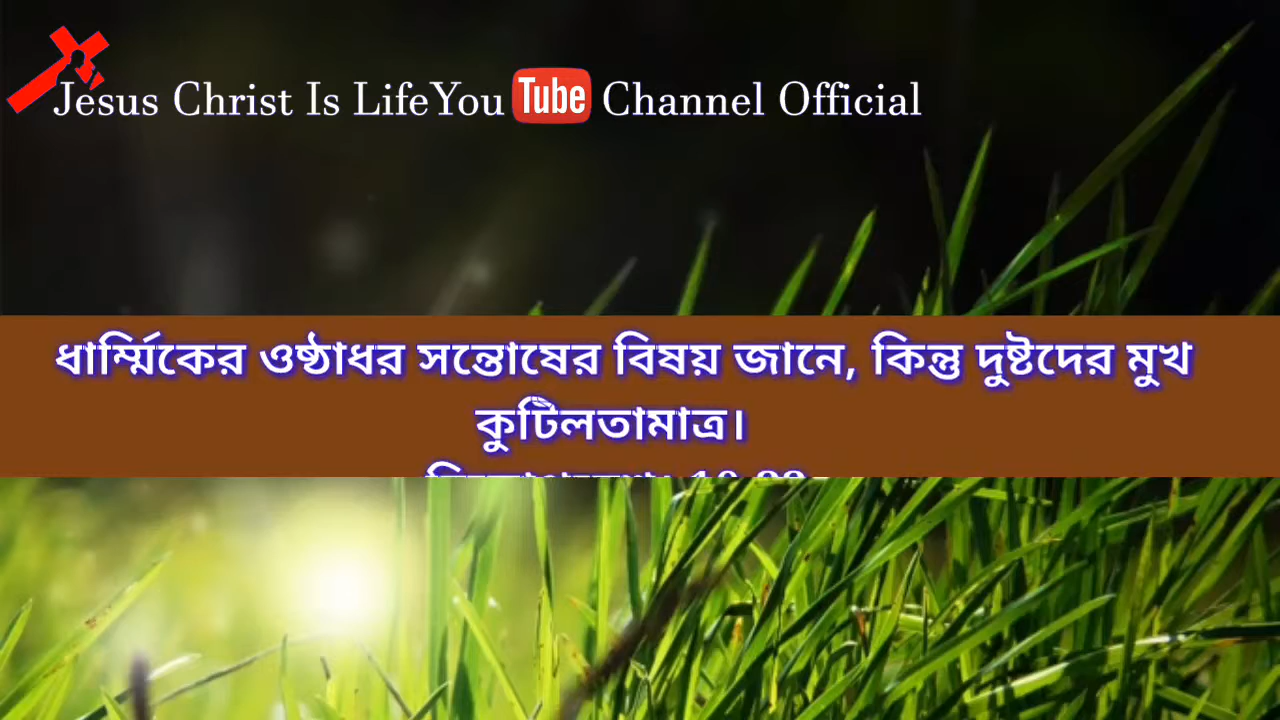 Jesus Christ Is LifeYou Tube Channel Official
ধার্ম্মিকের ওষ্ঠাধর সন্তোষের বিষয় জানে, কিন্তু দুষ্টদের মুখ
কুটিলতামাত্র।